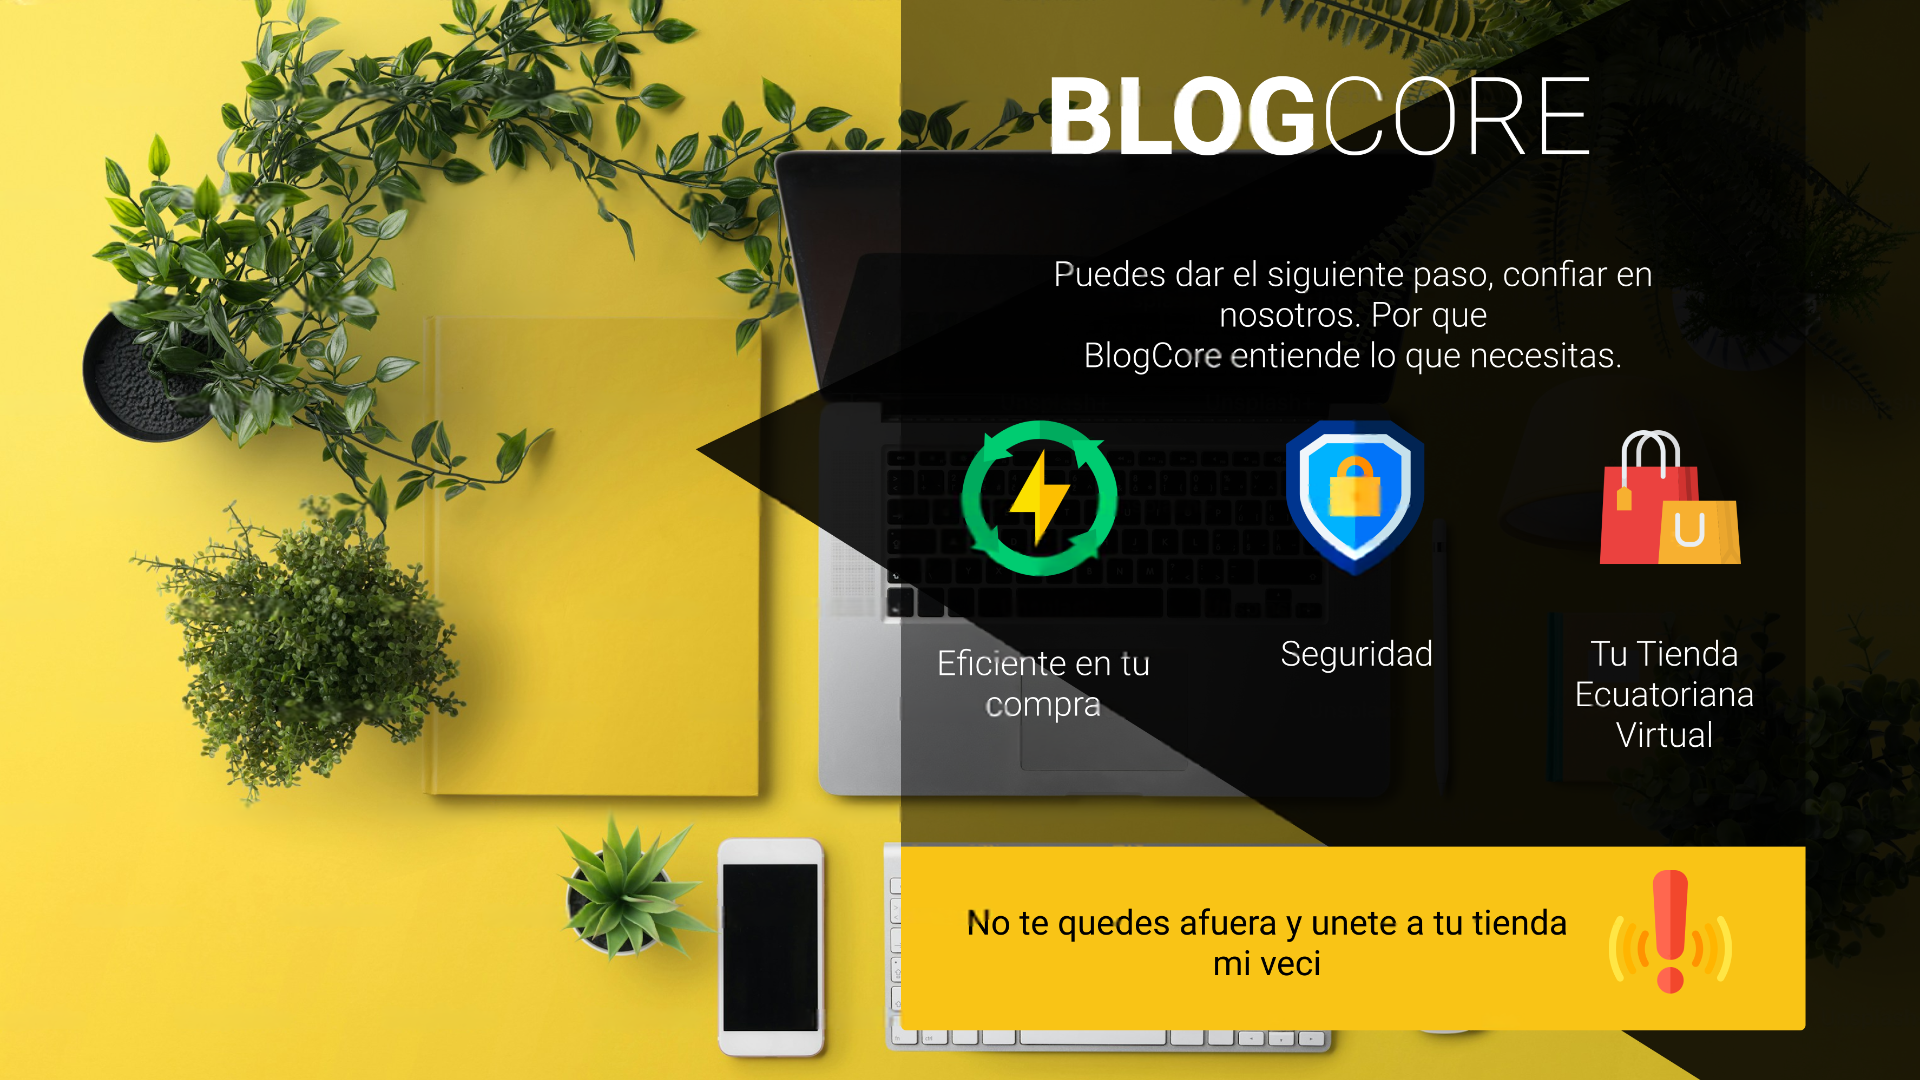 BLOGCORE
Puedes dar el siguiente paso, confiar en
nosotros. Por que
BlogCore entiende lo que necesitas.
Eficiente en tu
compra
Seguridad
Tu Tienda
Ecuatoriana
Virtual
No te quedes afuera y unete a tu tienda
mi veci